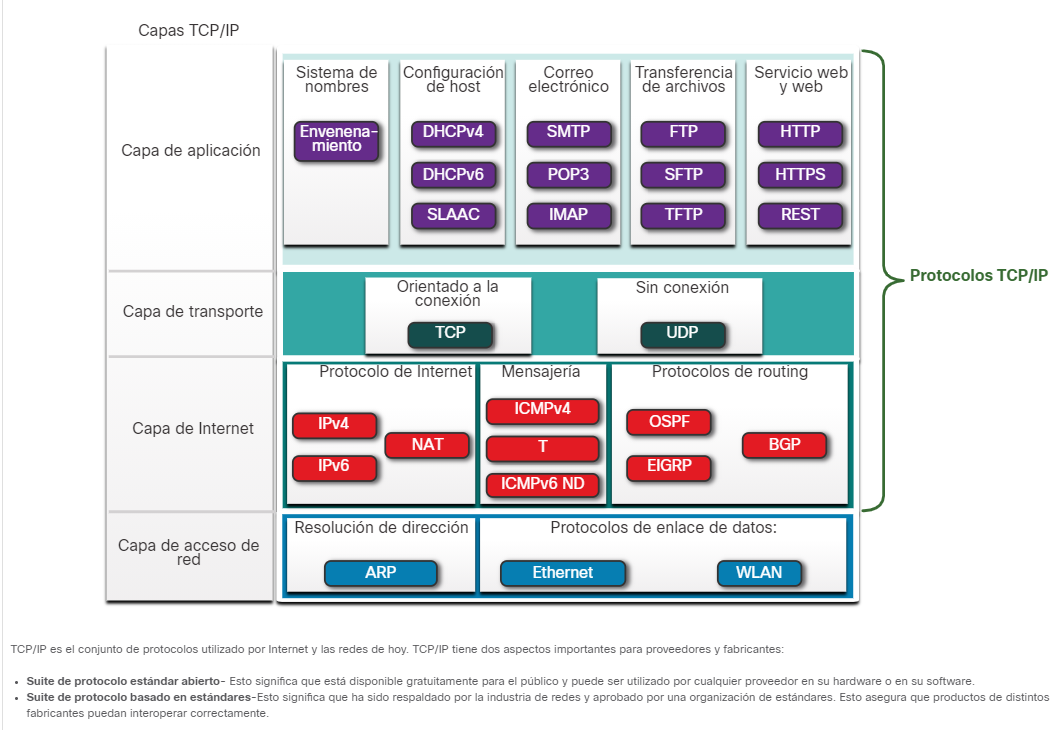 Capas TCP/IP
Capa de aplicación
Sistema de
nombres
Envenena-
miento
Configuración
de host
DHCPv4
DHCPv6
SLAAC
Correo
electrónico
SMTP
POP3
IMAP
Transferencia
de archivos
FTP
SFTP
TFTP
Servicio web
y web
HTTP
HTTPS
REST
Protocolos TCP/IP
Capa de transporte
Orientado a la
conexión
TCP
Sin conexión
UDP
Capa de Internet
Protocolo de Internet
IPv4
IPv6
NAT
Mensajería
ICMPv4
T
ICMPv6 ND
Protocolos de routing
OSPF
EIGRP
BGP
Capa de acceso de
red
Resolución de dirección
ARP
Protocolos de enlace de datos:
Ethernet
WLAN
TCP/IP es el conjunto de protocolos utilizado por Internet y las redes de hoy. TCP/IP tiene dos aspectos importantes para proveedores y fabricantes:
• Suite de protocolo estándar abierto- Esto significa que está disponible gratuitamente para el público y puede ser utilizado por cualquier proveedor en su hardware o en su software.
• Suite de protocolo basado en estándares-Esto significa que ha sido respaldado por la industria de redes y aprobado por una organización de estándares. Esto asegura que productos de distintos
fabricantes puedan interoperar correctamente.